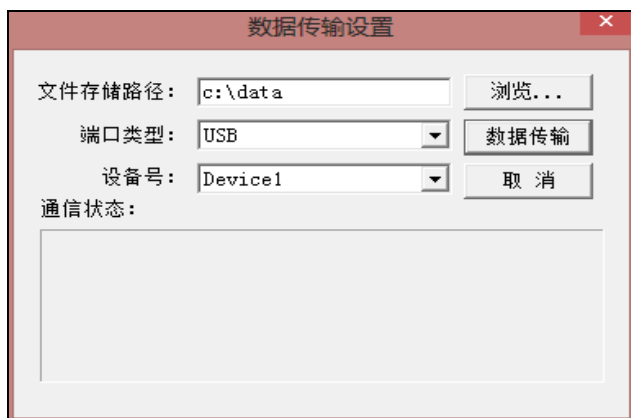 数据传输设置
文件存储路径: c:\data 浏览...
端口类型: USB 数据传输
设备号: Device1 取 消
通信状态: